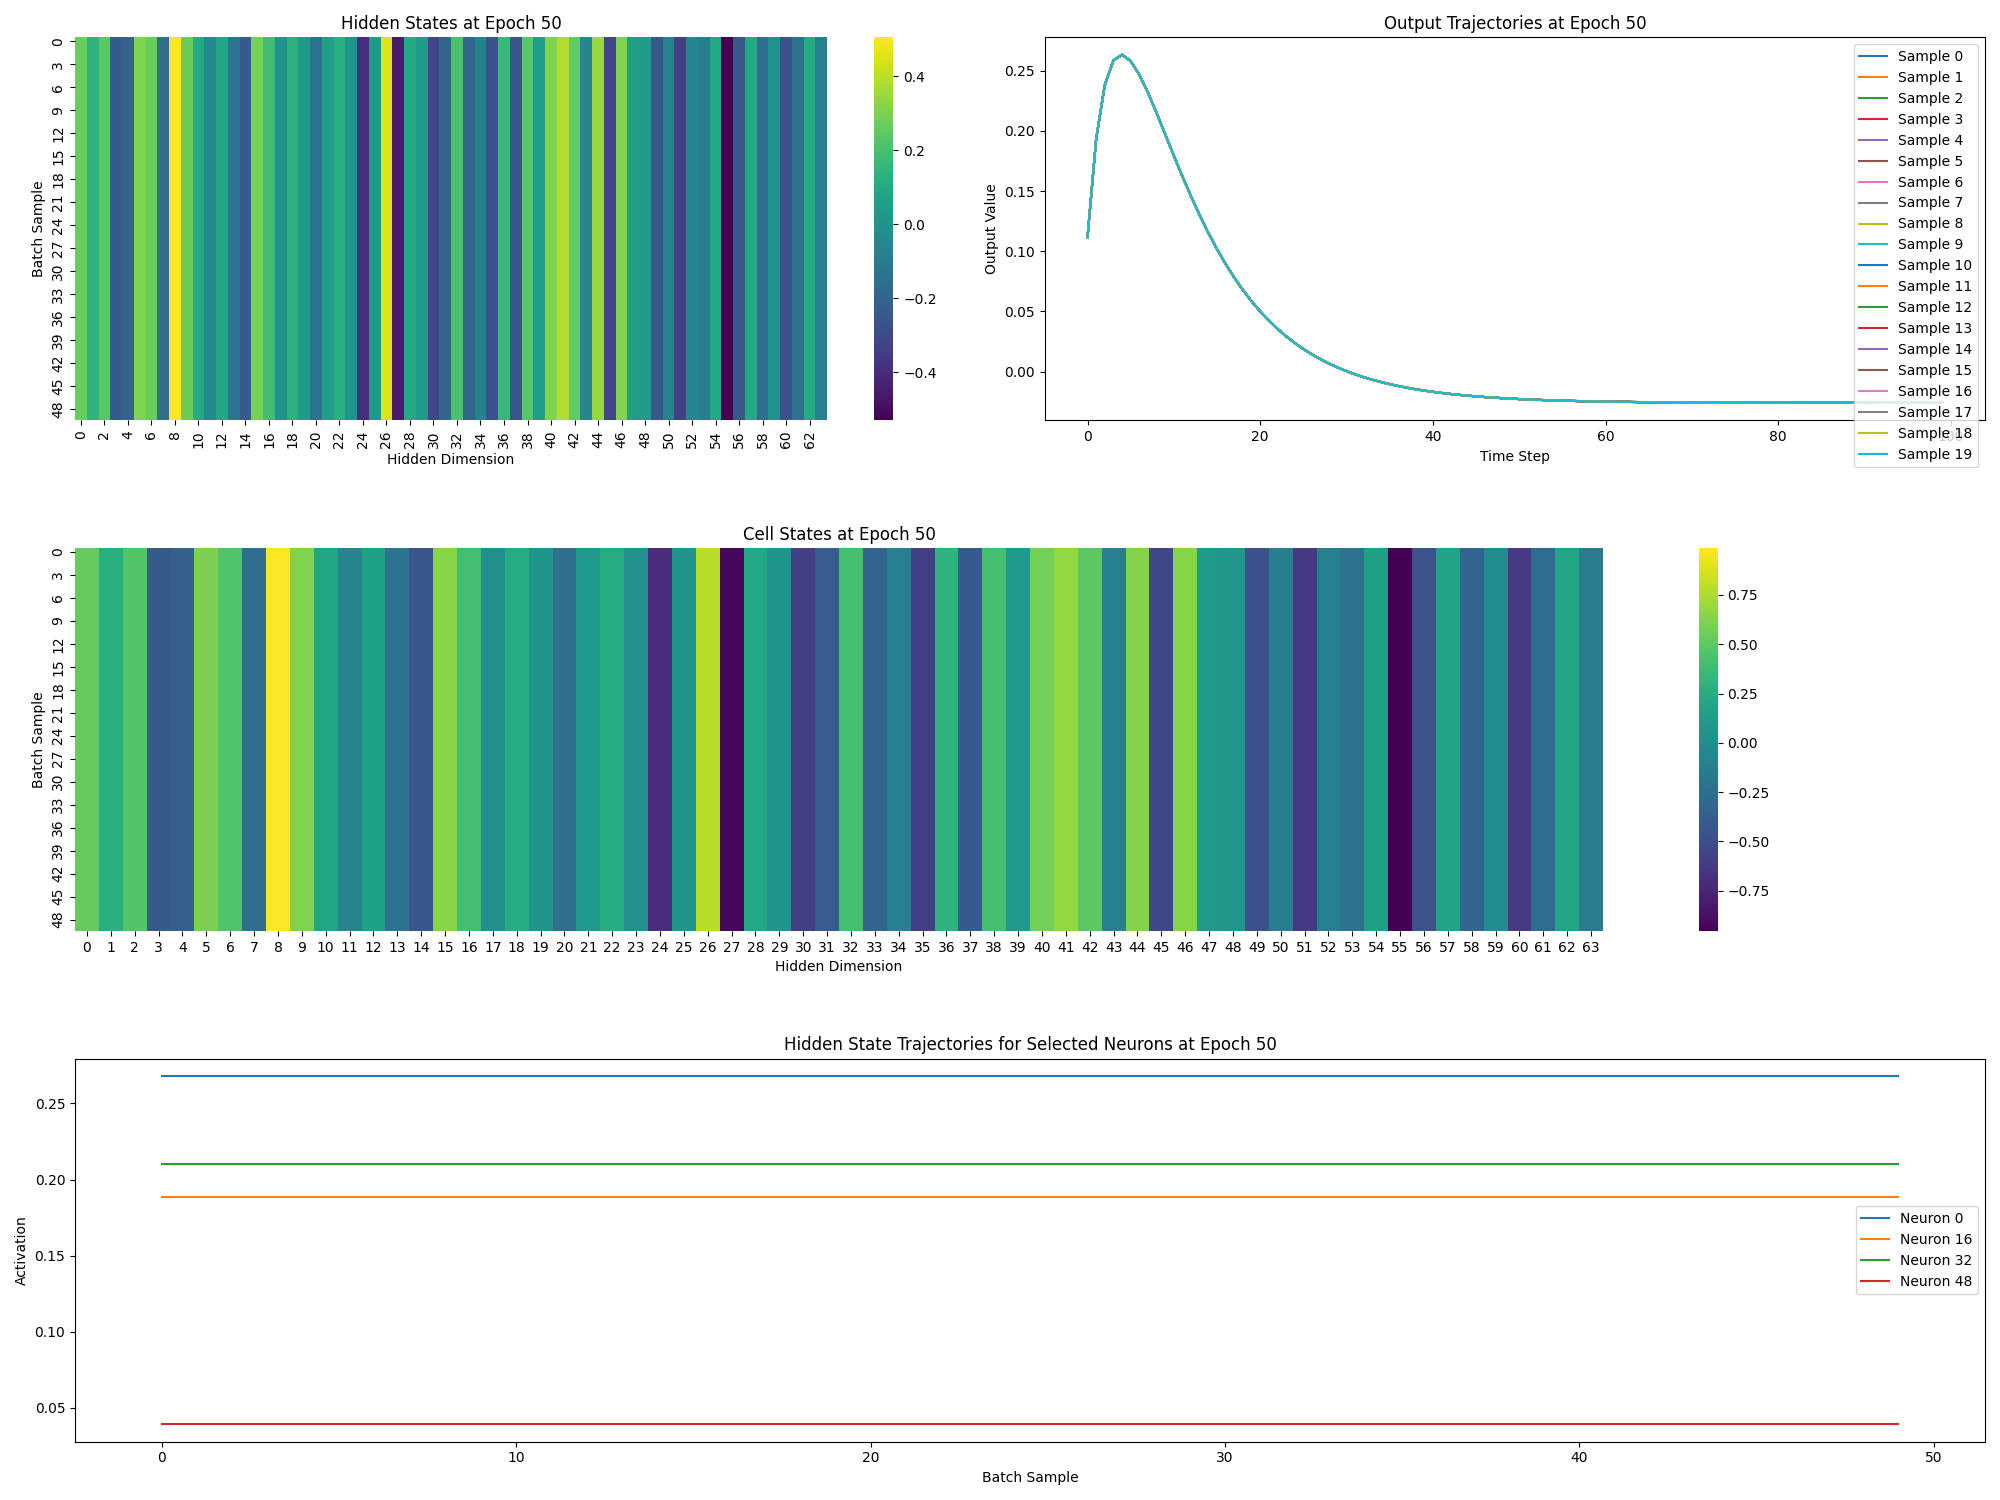 Hidden States at Epoch 50
Batch Sample
0
3
6
9
12
15
18
21
24
27
30
33
36
39
42
45
48
0 2 4 6 8 10 12 14 16 18 20 22 24 26 28 30 32 34 36 38 40 42 44 46 48 50 52 54 56 58 60 62
Hidden Dimension
0.4
0.2
0.0
−0.2
−0.4
Output Trajectories at Epoch 50
Output Value
0.25
0.20
0.15
0.10
0.05
0.00
0 20 40 60 80 100
Time Step
Sample 0
Sample 1
Sample 2
Sample 3
Sample 4
Sample 5
Sample 6
Sample 7
Sample 8
Sample 9
Sample 10
Sample 11
Sample 12
Sample 13
Sample 14
Sample 15
Sample 16
Sample 17
Sample 18
Sample 19
Cell States at Epoch 50
Batch Sample
0
3
6
9
12
15
18
21
24
27
30
33
36
39
42
45
48
0 1 2 3 4 5 6 7 8 9 10 11 12 13 14 15 16 17 18 19 20 21 22 23 24 25 26 27 28 29 30 31 32 33 34 35 36 37 38 39 40 41 42 43 44 45 46 47 48 49 50 51 52 53 54 55 56 57 58 59 60 61 62 63
Hidden Dimension
0.75
0.50
0.25
0.00
−0.25
−0.50
−0.75
Hidden State Trajectories for Selected Neurons at Epoch 50
Activation
0.25
0.20
0.15
0.10
0.05
0 10 20 30 40 50
Batch Sample
Neuron 0
Neuron 16
Neuron 32
Neuron 48